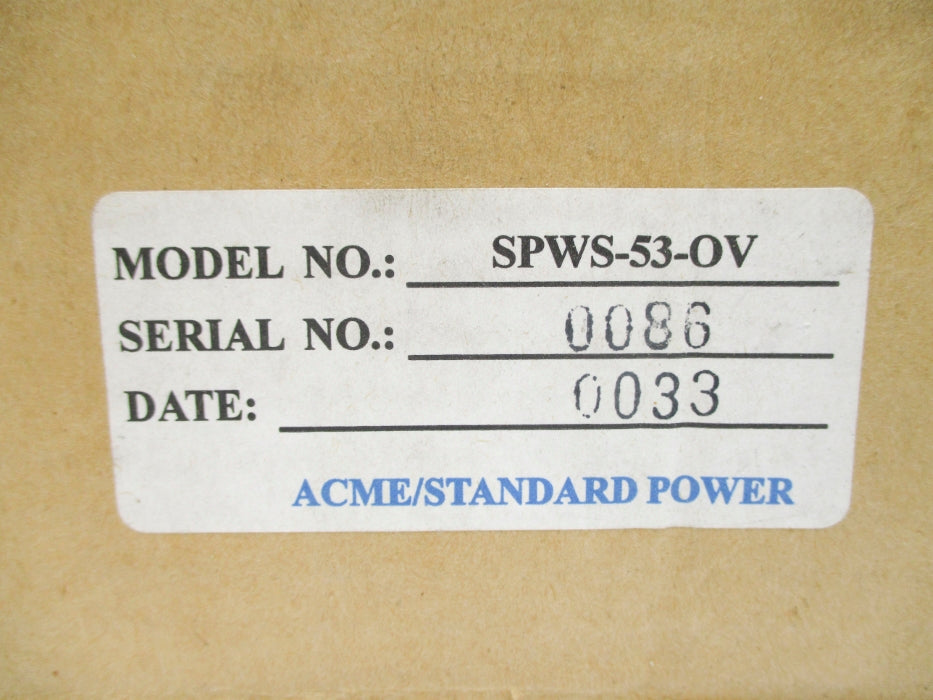 MODEL NO.: SPWS-53-OV
SERIAL NO.: 0086
DATE: 0033
ACME/STANDARD POWER